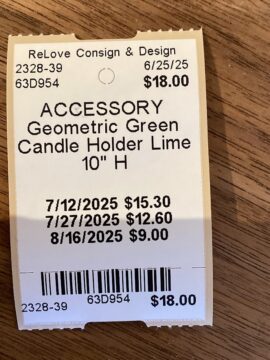 ReLove Consign & Design
2328-39 6/25/25
63D954 $18.00
ACCESSORY
Geometric Green
Candle Holder Lime
10" H
7/12/2025 $15.30
7/27/2025 $12.60
8/16/2025 $9.00
2328-39 63D954 $18.00